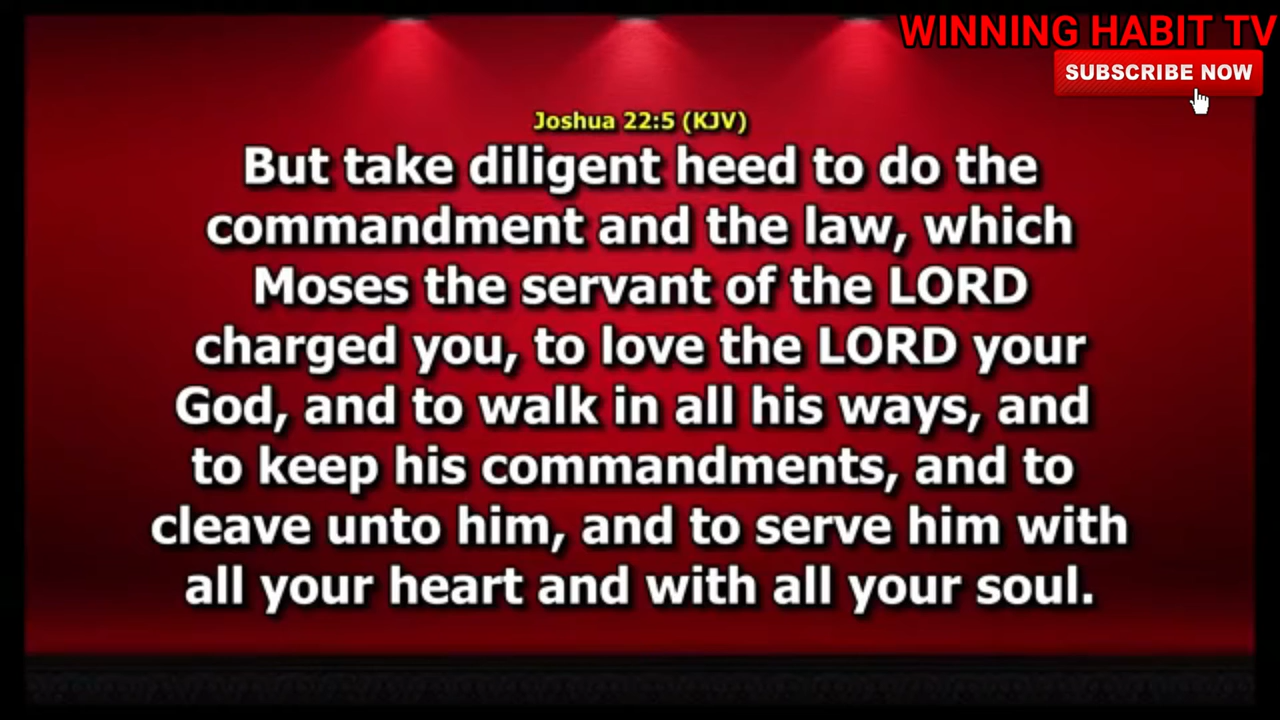 WINNING HABIT TV
SUBSCRIBE NOW
Joshua 22:5 (KJV)
But take diligent heed to do the
commandment and the law, which
Moses the servant of the LORD
charged you, to love the LORD your
God, and to walk in all his ways, and
to keep his commandments, and to
cleave unto him, and to serve him with
all your heart and with all your soul.